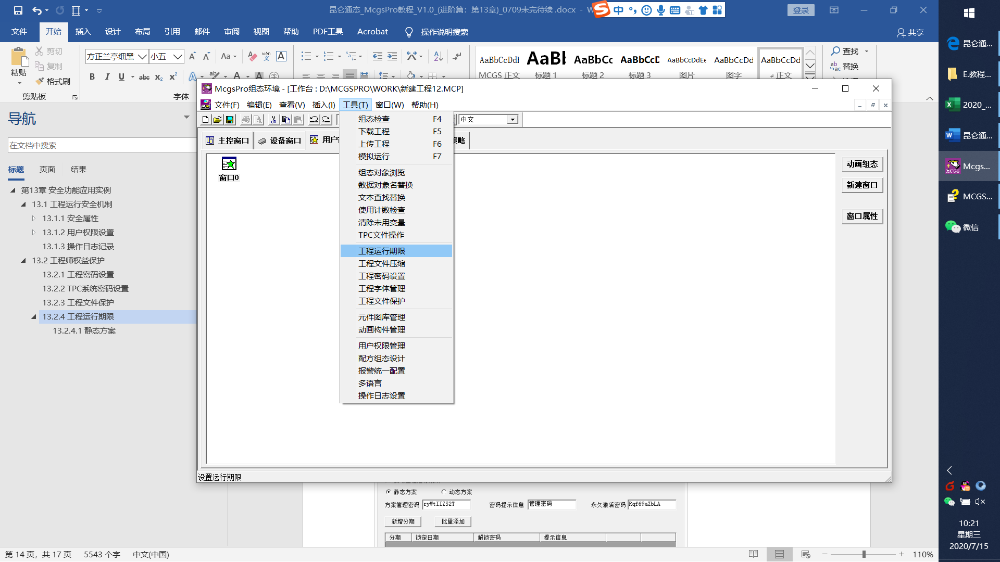 昆仑通态_McgsPro教程_V1.0_(进阶篇：第13章)_0709未完待续 .docx - W
中
登录
文件 开始 插入 设计 布局 引用 邮件 审阅 视图 帮助 PDF工具 Acrobat 操作说明搜索 共享
粘贴
剪切
复制
格式刷
剪贴板
方正兰亭细黑 小五
字体
AaBbCcDdI AaBb AaBbCc AaBbCcD AaBbCcDdEe AaBbCcDd AaBbCcDd
MCGS 正文 标题 1 标题 2 标题 3 图片 图字 正文
查找
替换
导航
在文档中搜索
标题 页面 结果
第13章 安全功能应用实例
13.1 工程运行安全机制
13.1.1 安全属性
13.1.2 用户权限设置
13.1.3 操作日志记录
13.2 工程师权益保护
13.2.1 工程密码设置
13.2.2 TPC系统密码设置
13.2.3 工程文件保护
13.2.4 工程运行期限
13.2.4.1 静态方案
McgsPro组态环境 - [工作台 : D:\MCGSPRO\WORK\新建工程12.MCP]
文件(F) 编辑(E) 查看(V) 插入(I) 工具(T) 窗口(W) 帮助(H)
中文
主控窗口 设备窗口 用户 策略
窗口0
组态检查 F4
下载工程 F5
上传工程 F6
模拟运行 F7
组态对象浏览
数据对象名替换
文本查找替换
使用计数检查
清除未用变量
TPC文件操作
工程运行期限
工程文件压缩
工程密码设置
工程字体管理
工程文件保护
元件图库管理
动画构件管理
用户权限管理
配方组态设计
报警统一配置
多语言
操作日志设置
动画组态
新建窗口
窗口属性
设置运行期限
静态方案 动态方案
方案管理密码 ryWtIIZS2T 密码提示信息 管理密码 永久激活密码 Rqf69aZbLA
新增分期 批量添加
分期 锁定日期 解锁密码 提示信息
第 14 页，共 17 页 5543 个字 中文(中国) 110%
昆仑通...
E.教程...
2020_...
昆仑通...
Mcgs...
MCGS...
微信
10:21
星期三
2020/7/15